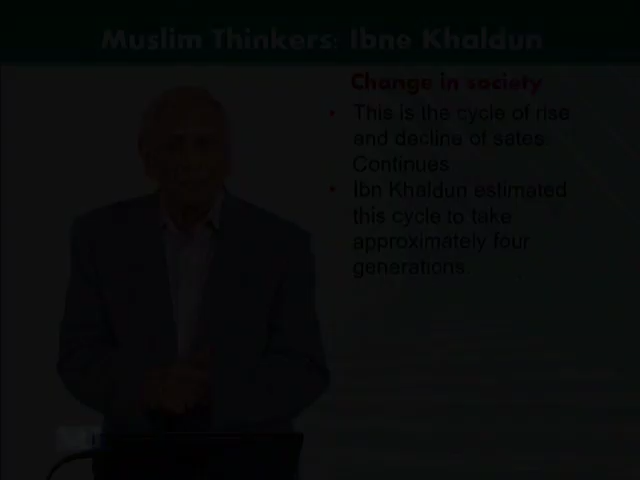 Muslim Thinkers: Ibne Khaldun
Change in society
• This is the cycle of rise
and decline of sates.
Continues
• Ibn Khaldun estimated
this cycle to take
approximately four
generations.